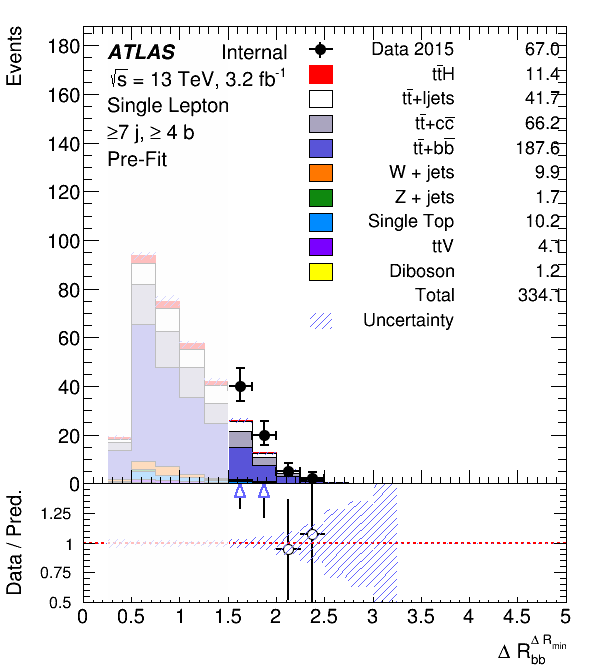 Events
180
160
140
120
100
80
60
40
20
0
ATLAS Internal
√s = 13 TeV, 3.2 fb⁻¹
Single Lepton
≥7 j, ≥ 4 b
Pre-Fit
Data 2015 67.0
tt̄H 11.4
tt̄+ljets 41.7
tt̄+cc̄ 66.2
tt̄+bb̄ 187.6
W + jets 9.9
Z + jets 1.7
Single Top 10.2
ttV 4.1
Diboson 1.2
Total 334.1
Uncertainty
Data / Pred.
1.25
1
0.75
0.5
0 0.5 1 1.5 2 2.5 3 3.5 4 4.5 5
Δ R_bb^{Δ R_min}